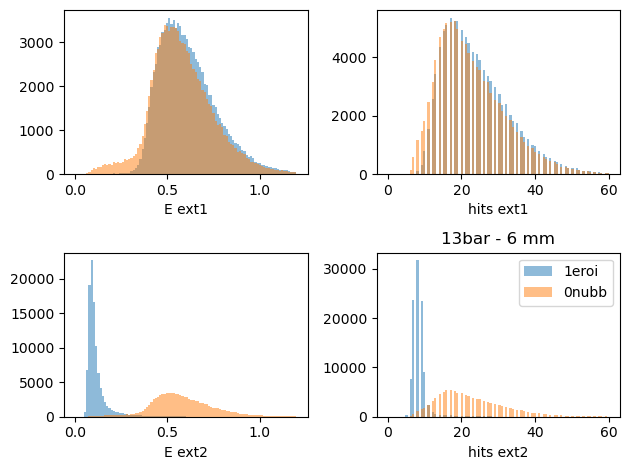 3000
2000
1000
0
0.0 0.5 1.0
E ext1
4000
2000
0
0 20 40 60
hits ext1
20000
15000
10000
5000
0
0.0 0.5 1.0
E ext2
13bar - 6 mm
30000
20000
10000
0
1eroi
0nubb
0 20 40 60
hits ext2